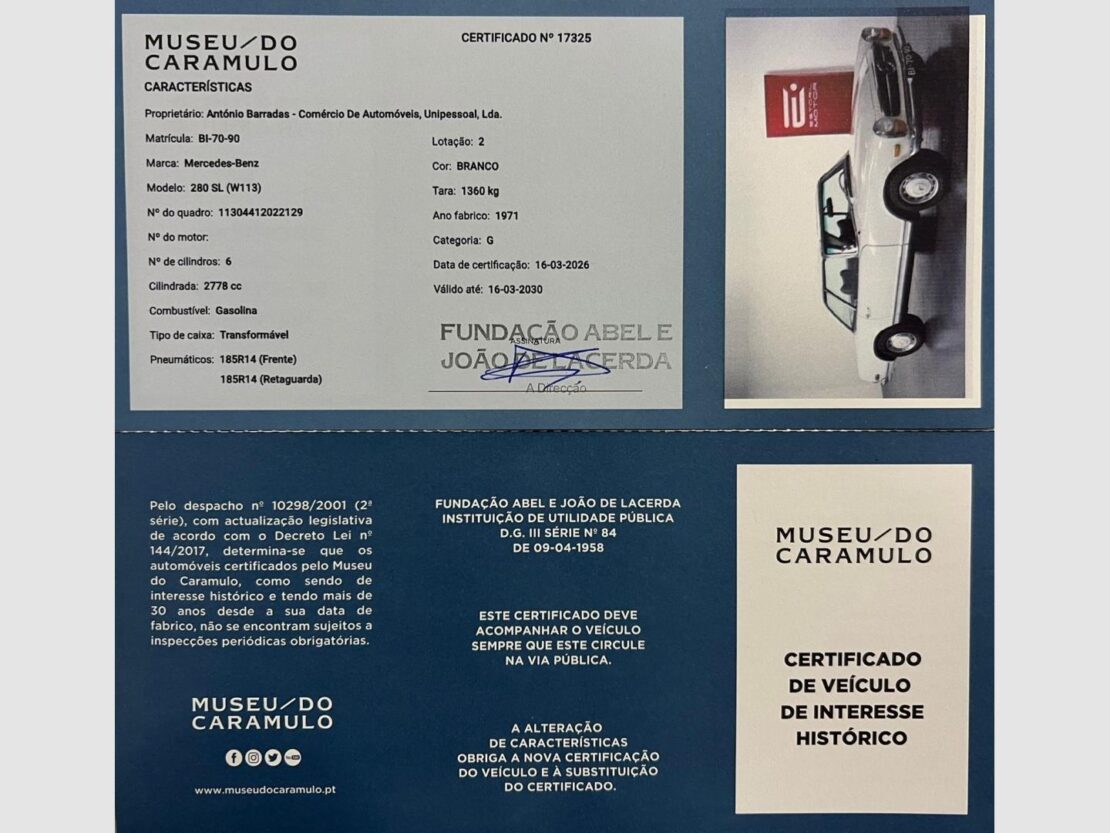 MUSEU/DO
CARAMULO
CERTIFICADO Nº 17325
CARACTERÍSTICAS
Proprietário: António Barradas - Comércio De Automóveis, Unipessoal, Lda.
Matrícula: BI-70-90
Marca: Mercedes-Benz
Modelo: 280 SL (W113)
Nº do quadro: 11304412022129
Nº do motor:
Nº de cilindros: 6
Cilindrada: 2778 cc
Combustível: Gasolina
Tipo de caixa: Transformável
Pneumáticos: 185R14 (Frente)
185R14 (Retaguarda)
Lotação: 2
Cor: BRANCO
Tara: 1360 kg
Ano fabrico: 1971
Categoria: G
Data de certificação: 16-03-2026
Válido até: 16-03-2030
FUNDAÇÃO ABEL E
ASSINATURA
JOÃO DE LACERDA
A Direcção
ESTORIL
MOTOR
BI-70-90
Pelo despacho nº 10298/2001 (2ª
série), com actualização legislativa
de acordo com o Decreto Lei nº
144/2017, determina-se que os
automóveis certificados pelo Museu
do Caramulo, como sendo de
interesse histórico e tendo mais de
30 anos desde a sua data de
fabrico, não se encontram sujeitos a
inspecções periódicas obrigatórias.
MUSEU/DO
CARAMULO
You
Tube
www.museudocaramulo.pt
FUNDAÇÃO ABEL E JOÃO DE LACERDA
INSTITUIÇÃO DE UTILIDADE PÚBLICA
D.G. III SÉRIE Nº 84
DE 09-04-1958
ESTE CERTIFICADO DEVE
ACOMPANHAR O VEÍCULO
SEMPRE QUE ESTE CIRCULE
NA VIA PÚBLICA.
A ALTERAÇÃO
DE CARACTERÍSTICAS
OBRIGA A NOVA CERTIFICAÇÃO
DO VEÍCULO E À SUBSTITUIÇÃO
DO CERTIFICADO.
MUSEU/DO
CARAMULO
CERTIFICADO
DE VEÍCULO
DE INTERESSE
HISTÓRICO